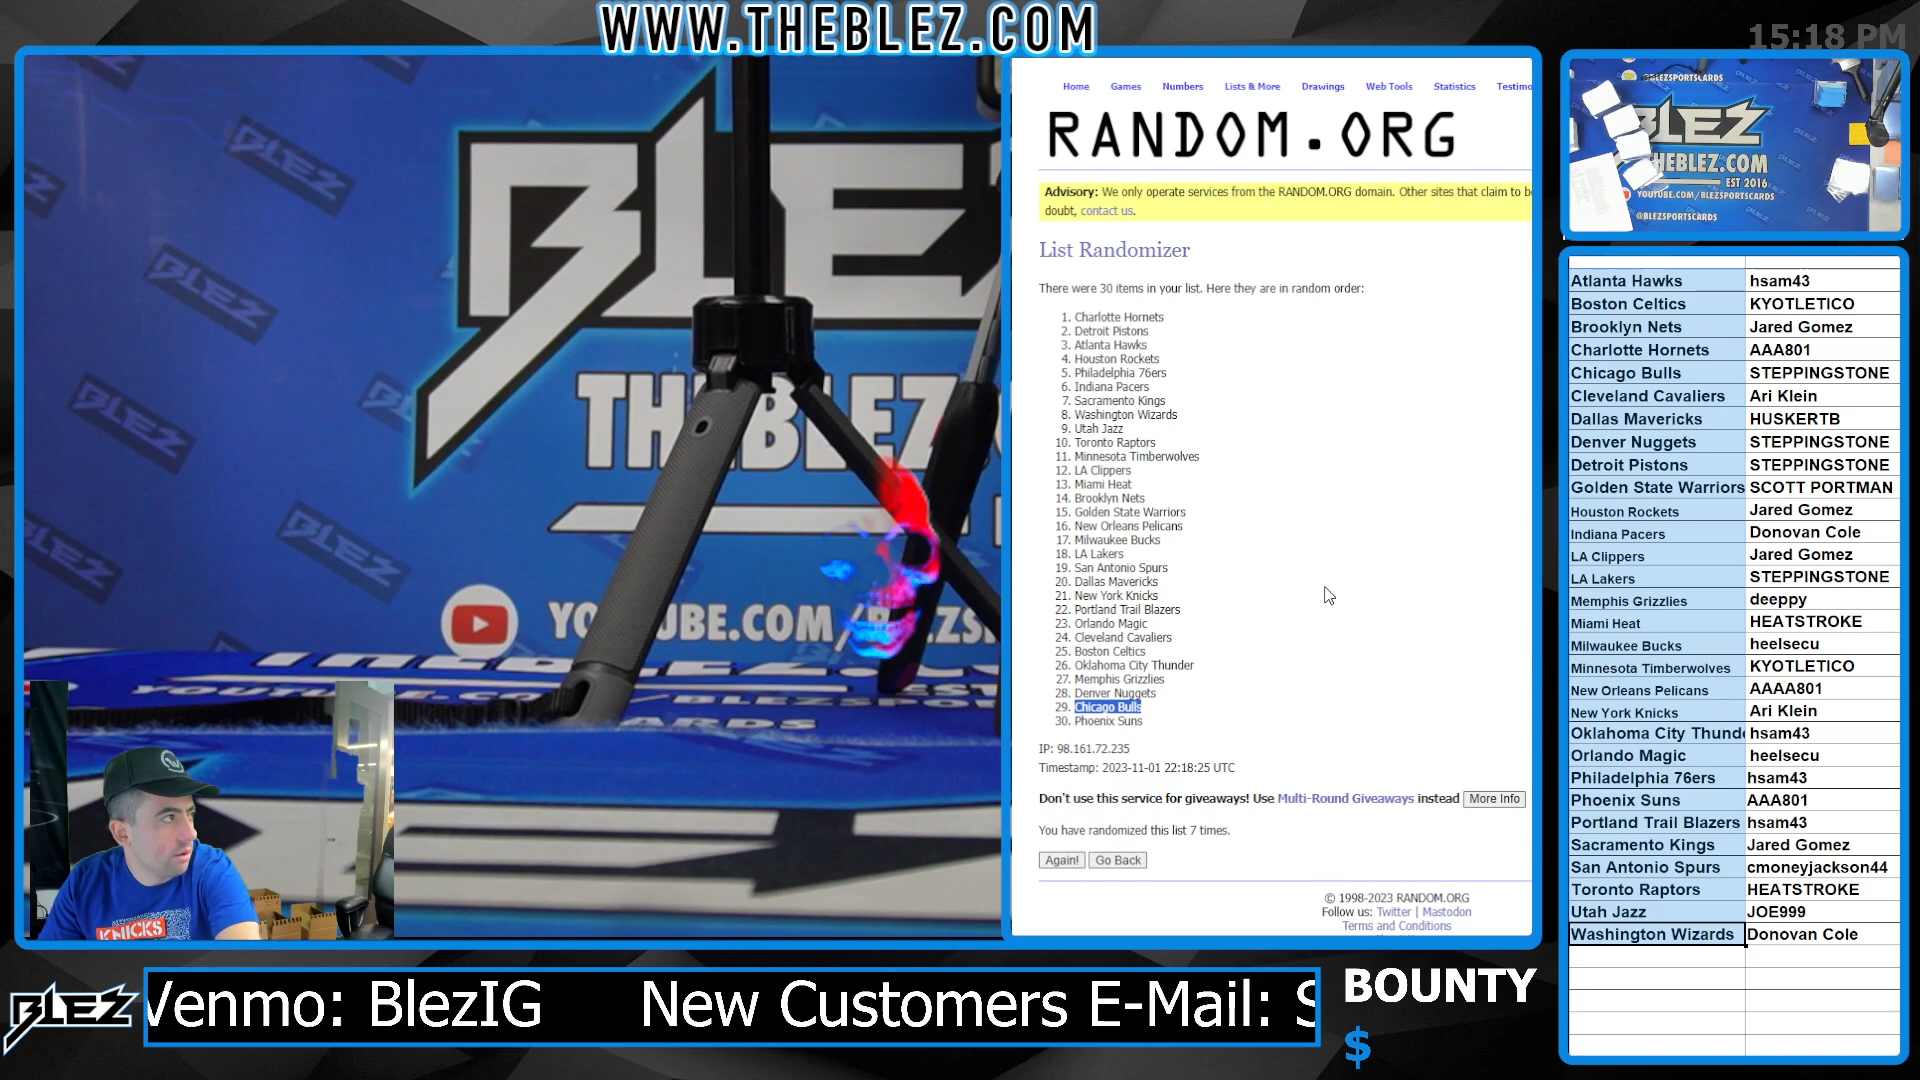 WWW.THEBLEZ.COM
15:18 PM
BLEZ
YOUTUBE.COM/BLEZS
Home Games Numbers Lists & More Drawings Web Tools Statistics Testimo
RANDOM.ORG
Advisory: We only operate services from the RANDOM.ORG domain. Other sites that claim to b
doubt, contact us.
List Randomizer
There were 30 items in your list. Here they are in random order:
1. Charlotte Hornets
2. Detroit Pistons
3. Atlanta Hawks
4. Houston Rockets
5. Philadelphia 76ers
6. Indiana Pacers
7. Sacramento Kings
8. Washington Wizards
9. Utah Jazz
10. Toronto Raptors
11. Minnesota Timberwolves
12. LA Clippers
13. Miami Heat
14. Brooklyn Nets
15. Golden State Warriors
16. New Orleans Pelicans
17. Milwaukee Bucks
18. LA Lakers
19. San Antonio Spurs
20. Dallas Mavericks
21. New York Knicks
22. Portland Trail Blazers
23. Orlando Magic
24. Cleveland Cavaliers
25. Boston Celtics
26. Oklahoma City Thunder
27. Memphis Grizzlies
28. Denver Nuggets
29. Chicago Bulls
30. Phoenix Suns
IP: 98.161.72.235
Timestamp: 2023-11-01 22:18:25 UTC
Don't use this service for giveaways! Use Multi-Round Giveaways instead More Info
You have randomized this list 7 times.
Again! Go Back
© 1998-2023 RANDOM.ORG
Follow us: Twitter | Mastodon
Terms and Conditions
@BLEZSPORTSCARDS
BLEZ
THEBLEZ.COM
EST 2016
YOUTUBE.COM/BLEZSPORTSCARDS
@BLEZSPORTSCARDS
Atlanta Hawks hsam43
Boston Celtics KYOTLETICO
Brooklyn Nets Jared Gomez
Charlotte Hornets AAA801
Chicago Bulls STEPPINGSTONE
Cleveland Cavaliers Ari Klein
Dallas Mavericks HUSKERTB
Denver Nuggets STEPPINGSTONE
Detroit Pistons STEPPINGSTONE
Golden State Warriors SCOTT PORTMAN
Houston Rockets Jared Gomez
Indiana Pacers Donovan Cole
LA Clippers Jared Gomez
LA Lakers STEPPINGSTONE
Memphis Grizzlies deeppy
Miami Heat HEATSTROKE
Milwaukee Bucks heelsecu
Minnesota Timberwolves KYOTLETICO
New Orleans Pelicans AAAA801
New York Knicks Ari Klein
Oklahoma City Thund hsam43
Orlando Magic heelsecu
Philadelphia 76ers hsam43
Phoenix Suns AAA801
Portland Trail Blazers hsam43
Sacramento Kings Jared Gomez
San Antonio Spurs cmoneyjackson44
Toronto Raptors HEATSTROKE
Utah Jazz JOE999
Washington Wizards Donovan Cole
KNICKS
BLEZ
Venmo: BlezIG New Customers E-Mail: S
BOUNTY
$